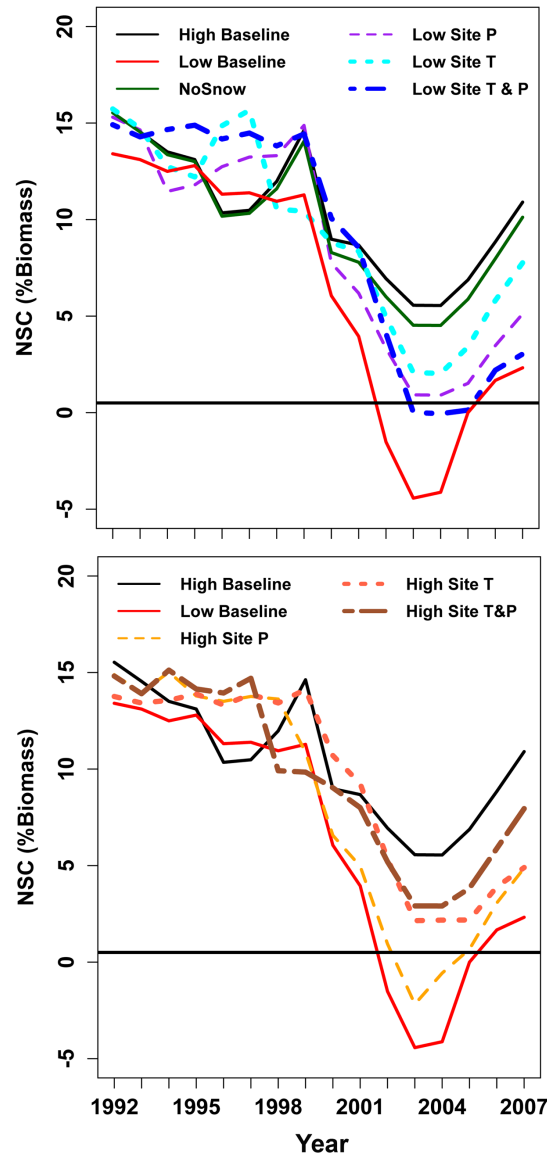 NSC (%Biomass)
20
15
10
5
0
-5
High Baseline
Low Baseline
NoSnow
Low Site P
Low Site T
Low Site T & P
NSC (%Biomass)
20
15
10
5
0
-5
High Baseline
Low Baseline
High Site P
High Site T
High Site T&P
1992 1995 1998 2001 2004 2007
Year